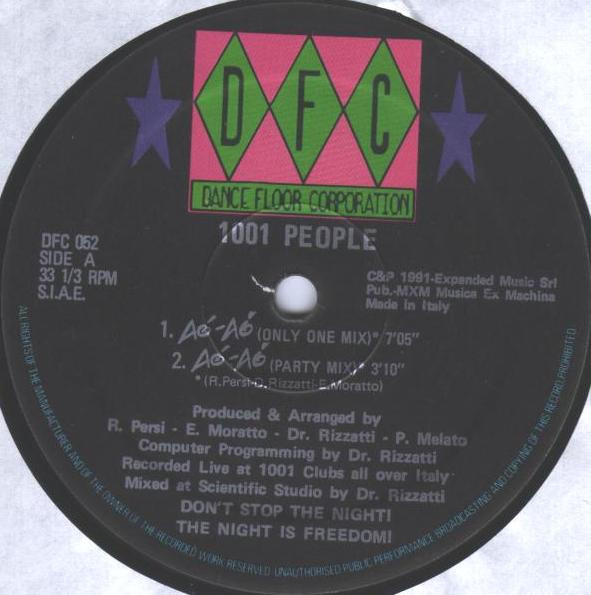 DFC
DANCE FLOOR CORPORATION
1001 PEOPLE
DFC 052
SIDE A
33 1/3 RPM
S.I.A.E.
C&P 1991-Expanded Music Srl
Pub.-MXM Musica Ex Machina
Made in Italy
1. Aó-Aó (ONLY ONE MIX)* 7'05"
2. Aó-Aó (PARTY MIX)* 3'10"
*(R.Persi-D.Rizzatti-E.Moratto)
Produced & Arranged by
R. Persi - E. Moratto - Dr. Rizzatti - P. Melato
Computer Programming by Dr. Rizzatti
Recorded Live at 1001 Clubs all over Italy
Mixed at Scientific Studio by Dr. Rizzatti
DON'T STOP THE NIGHT!
THE NIGHT IS FREEDOM!
ALL RIGHTS OF THE MANUFACTURER AND OF THE OWNER OF THE RECORDED WORK RESERVED. UNAUTHORISED PUBLIC PERFORMANCE BROADCASTING AND COPYING OF THIS RECORD PROHIBITED